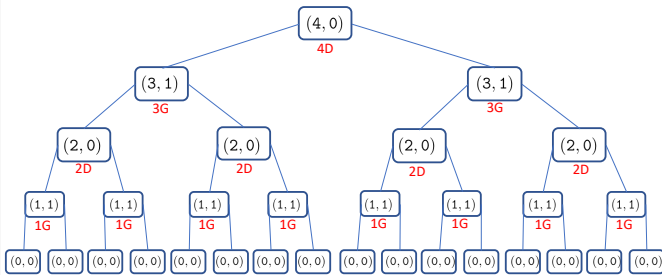 (4, 0)
4D
(3, 1) (3, 1)
3G 3G
(2, 0) (2, 0) (2, 0) (2, 0)
2D 2D 2D 2D
(1, 1) (1, 1) (1, 1) (1, 1) (1, 1) (1, 1) (1, 1) (1, 1)
1G 1G 1G 1G 1G 1G 1G 1G
(0, 0) (0, 0) (0, 0) (0, 0) (0, 0) (0, 0) (0, 0) (0, 0) (0, 0) (0, 0) (0, 0) (0, 0) (0, 0) (0, 0) (0, 0) (0, 0)